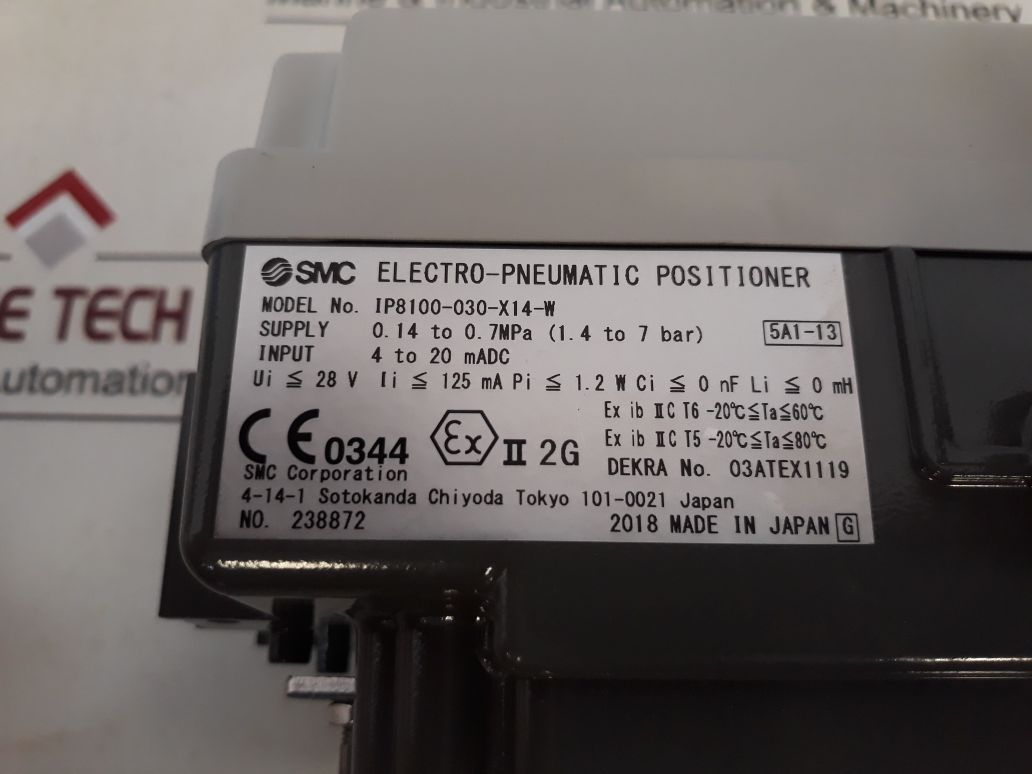 Marine & Industrial Automation & Machinery
E TECH
utomation
SMC ELECTRO-PNEUMATIC POSITIONER
MODEL No. IP8100-030-X14-W
SUPPLY 0.14 to 0.7MPa (1.4 to 7 bar) 5A1-13
INPUT 4 to 20 mADC
Ui ≦ 28 V Ii ≦ 125 mA Pi ≦ 1.2 W Ci ≦ 0 nF Li ≦ 0 mH
Ex ib ⅡC T6 -20℃≦Ta≦60℃
Ex ib ⅡC T5 -20℃≦Ta≦80℃
CE 0344 Ex Ⅱ 2G
DEKRA No. 03ATEX1119
SMC Corporation
4-14-1 Sotokanda Chiyoda Tokyo 101-0021 Japan
NO. 238872 2018 MADE IN JAPAN G